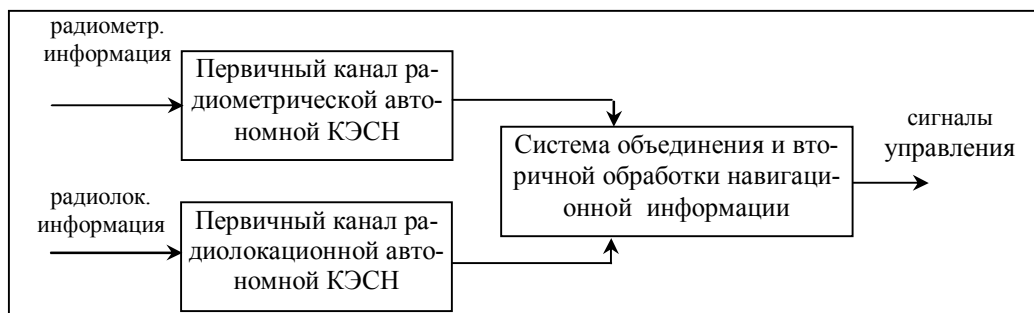 радиометр.
информация
Первичный канал ра-
диометрической авто-
номной КЭСН
радиолок.
информация
Первичный канал ра-
диолокационной авто-
номной КЭСН
Система объединения и вто-
ричной обработки навигаци-
онной информации
сигналы
управления